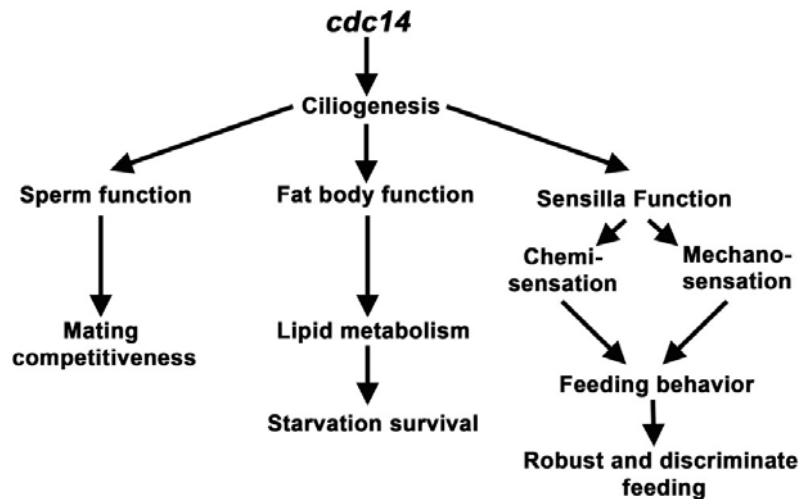 cdc14
Ciliogenesis
Sperm function
Fat body function
Sensilla Function
Chemi-
sensation
Mechano-
sensation
Mating
competitiveness
Lipid metabolism
Feeding behavior
Starvation survival
Robust and discriminate
feeding